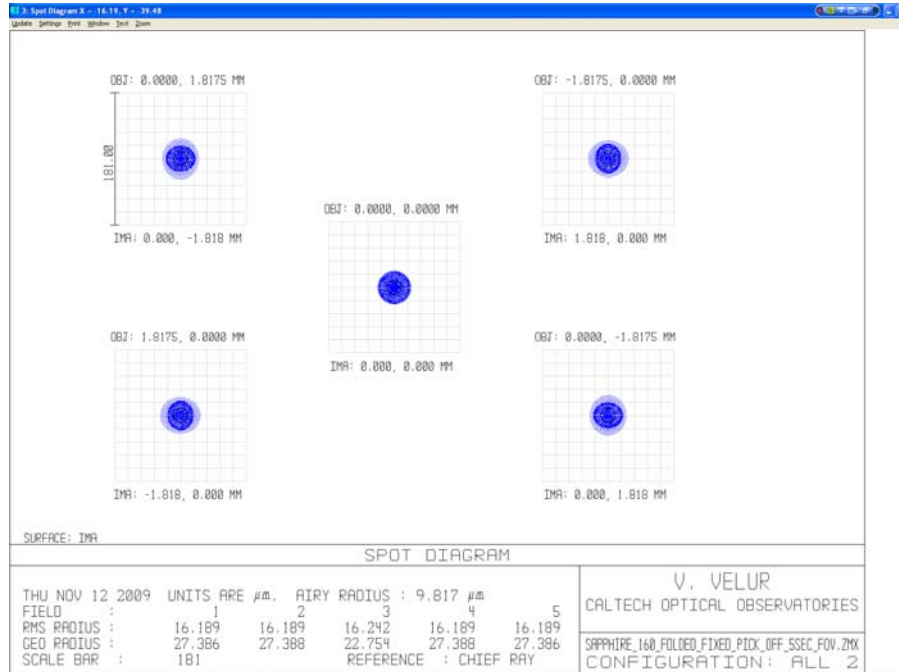 3: Spot Diagram X = -16.19, Y = -39.48
Update Settings Print Window Text Zoom
OBJ: 0.0000, 1.8175 MM
OBJ: -1.8175, 0.0000 MM
181.00
IMA: 0.000, -1.818 MM
IMA: 1.818, 0.000 MM
OBJ: 0.0000, 0.0000 MM
IMA: 0.000, 0.000 MM
OBJ: 1.8175, 0.0000 MM
OBJ: 0.0000, -1.8175 MM
IMA: -1.818, 0.000 MM
IMA: 0.000, 1.818 MM
SURFACE: IMA
SPOT DIAGRAM
THU NOV 12 2009 UNITS ARE µm. AIRY RADIUS : 9.817 µm
FIELD : 1 2 3 4 5
RMS RADIUS : 16.189 16.189 16.242 16.189 16.189
GEO RADIUS : 27.386 27.388 22.754 27.388 27.386
SCALE BAR : 181 REFERENCE : CHIEF RAY
V. VELUR
CALTECH OPTICAL OBSERVATORIES
SAPPHIRE_160_FOLDED_FIXED_PICK_OFF_5SEC_FOV.ZMX
CONFIGURATION: ALL 2